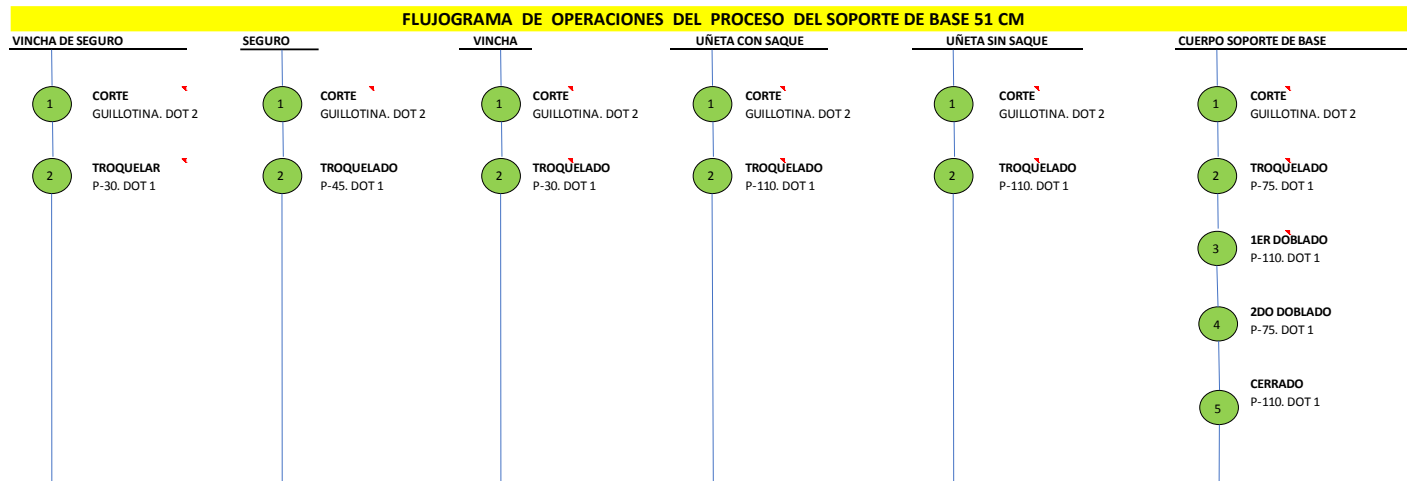 FLUJOGRAMA DE OPERACIONES DEL PROCESO DEL SOPORTE DE BASE 51 CM
VINCHA DE SEGURO
1
CORTE
GUILLOTINA. DOT 2
2
TROQUELAR
P-30. DOT 1
SEGURO
1
CORTE
GUILLOTINA. DOT 2
2
TROQUELADO
P-45. DOT 1
VINCHA
1
CORTE
GUILLOTINA. DOT 2
2
TROQUELADO
P-30. DOT 1
UÑETA CON SAQUE
1
CORTE
GUILLOTINA. DOT 2
2
TROQUELADO
P-110. DOT 1
UÑETA SIN SAQUE
1
CORTE
GUILLOTINA. DOT 2
2
TROQUELADO
P-110. DOT 1
CUERPO SOPORTE DE BASE
1
CORTE
GUILLOTINA. DOT 2
2
TROQUELADO
P-75. DOT 1
3
1ER DOBLADO
P-110. DOT 1
4
2DO DOBLADO
P-75. DOT 1
5
CERRADO
P-110. DOT 1